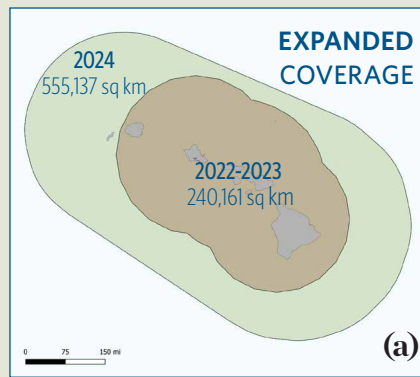 EXPANDED
COVERAGE
2024
555,137 sq km
2022-2023
240,161 sq km
0 75 150 mi
(a)